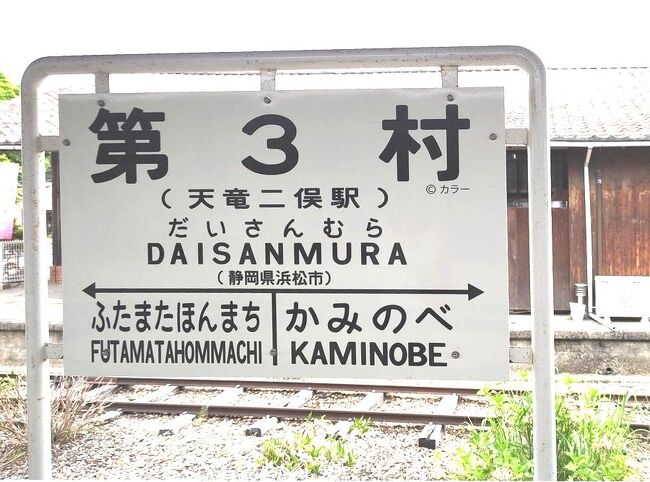 第３村
© カラー
（天竜二俣駅）
だいさんむら
DAISANMURA
（静岡県浜松市）
ふたまたほんまち かみのべ
FUTAMATAHOMMACHI KAMINOBE